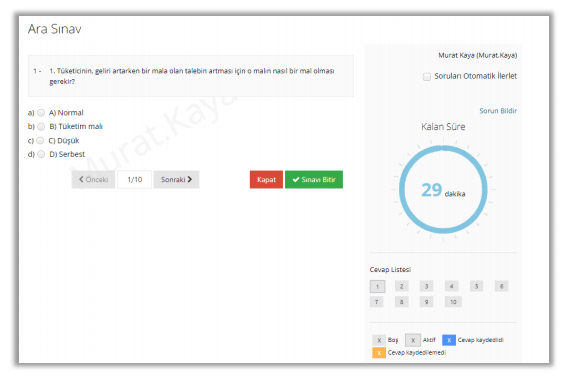 Ara Sınav
Murat Kaya (Murat.Kaya)
Soruları Otomatik İlerlet
1 - 1. Tüketicinin, geliri artarken bir mala olan talebin artması için o malın nasıl bir mal olması
gerekir?
a) A) Normal
b) B) Tüketim malı
c) C) Düşük
d) D) Serbest
Murat.Kaya
Önceki 1/10 Sonraki Kapat Sınavı Bitir
Sorun Bildir
Kalan Süre
29 dakika
Cevap Listesi
1 2 3 4 5 6
7 8 9 10
X Boş X Aktif X Cevap kaydedildi
X Cevap kaydedilemedi